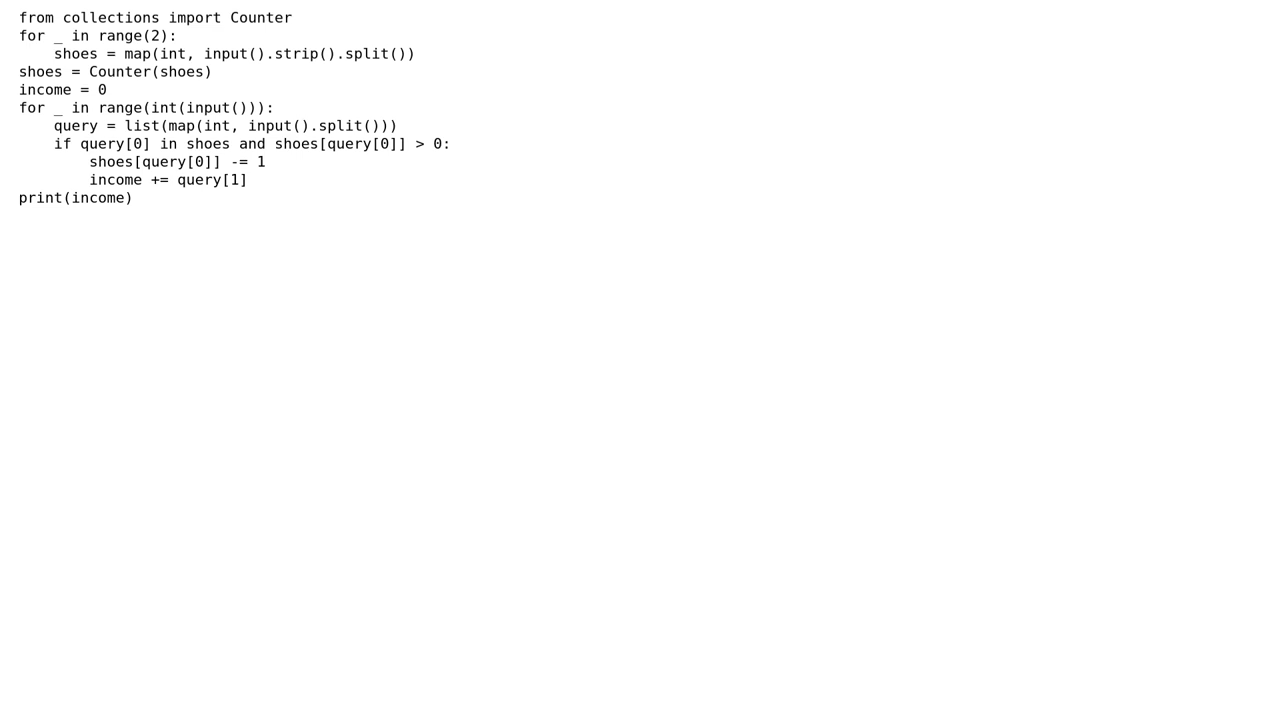 from collections import Counter
for _ in range(2):
    shoes = map(int, input().strip().split())
shoes = Counter(shoes)
income = 0
for _ in range(int(input())):
    query = list(map(int, input().split()))
    if query[0] in shoes and shoes[query[0]] > 0:
        shoes[query[0]] -= 1
        income += query[1]
print(income)